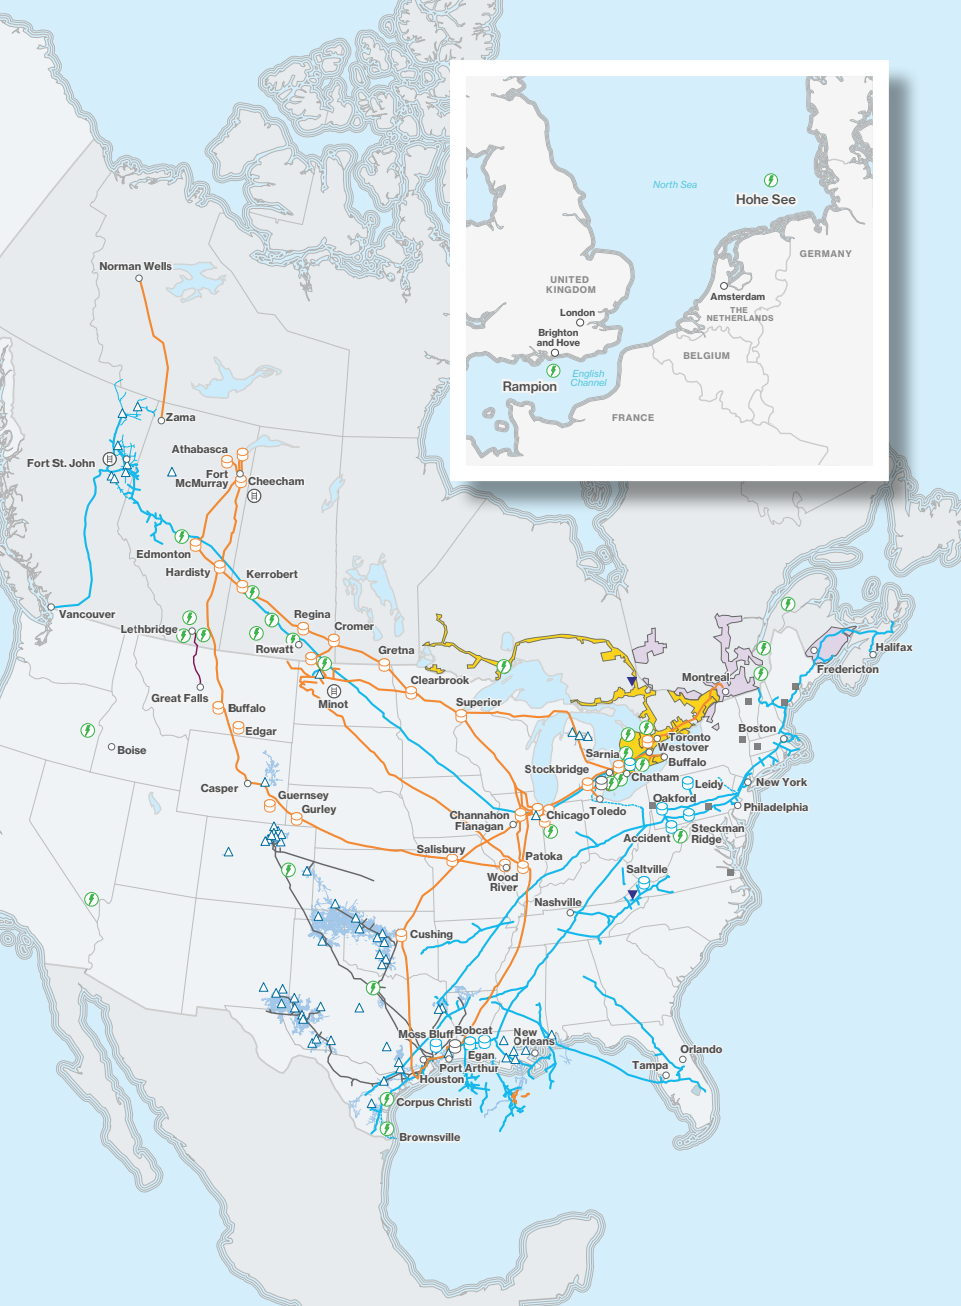 North Sea
Hohe See
GERMANY
UNITED
KINGDOM
Amsterdam
THE
NETHERLANDS
London
Brighton
and Hove
BELGIUM
English
Channel
Rampion
FRANCE
Norman Wells
Zama
Athabasca
Fort St. John
Fort
McMurray
Cheecham
Edmonton
Hardisty
Kerrobert
Vancouver
Regina
Lethbridge
Cromer
Rowatt
Gretna
Halifax
Fredericton
Montreal
Clearbrook
Great Falls
Minot
Superior
Buffalo
Edgar
Boston
Toronto
Westover
Boise
Sarnia
Buffalo
Stockbridge
Chatham
Leidy
New York
Casper
Guernsey
Oakford
Philadelphia
Gurley
Channahon
Flanagan
Chicago
Toledo
Steckman
Ridge
Accident
Salisbury
Patoka
Saltville
Wood
River
Nashville
Cushing
Moss Bluff
Bobcat
New
Orleans
Egan
Orlando
Port Arthur
Tampa
Houston
Corpus Christi
Brownsville